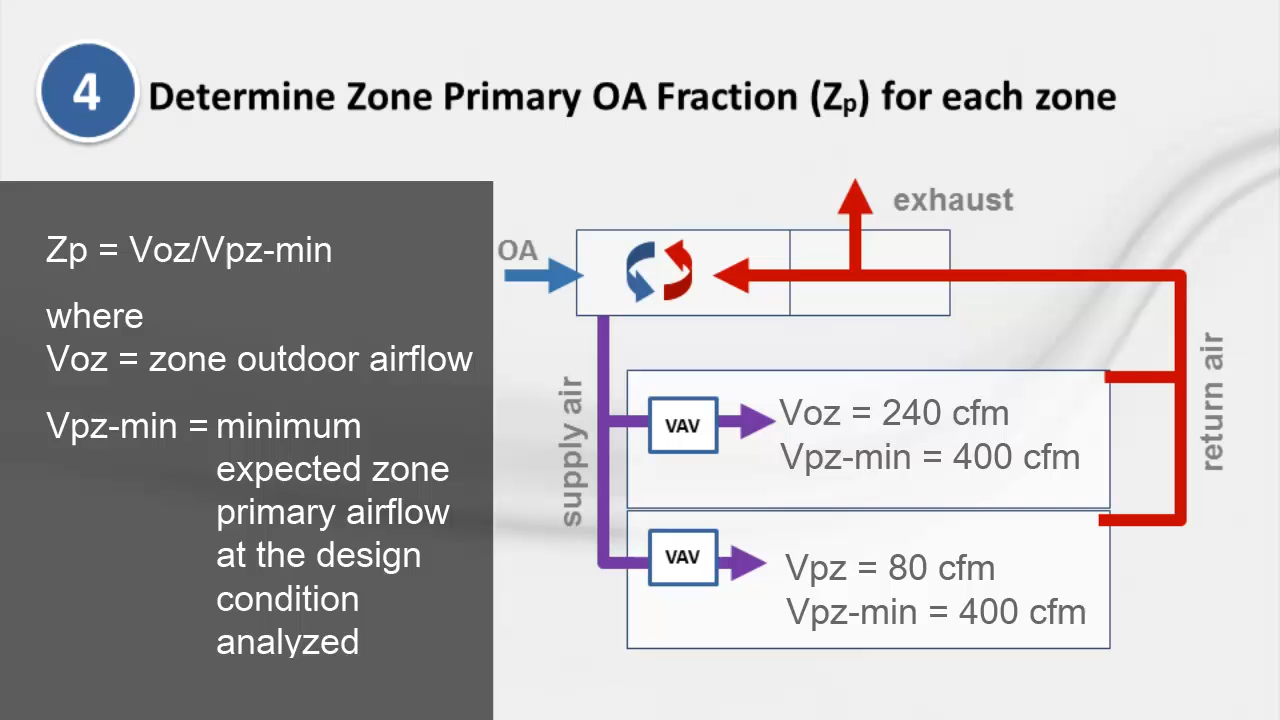 4
Determine Zone Primary OA Fraction (Zp) for each zone
Zp = Voz/Vpz-min
where
Voz = zone outdoor airflow
Vpz-min = minimum
expected zone
primary airflow
at the design
condition
analyzed
OA
exhaust
supply air
return air
VAV
Voz = 240 cfm
Vpz-min = 400 cfm
VAV
Vpz = 80 cfm
Vpz-min = 400 cfm